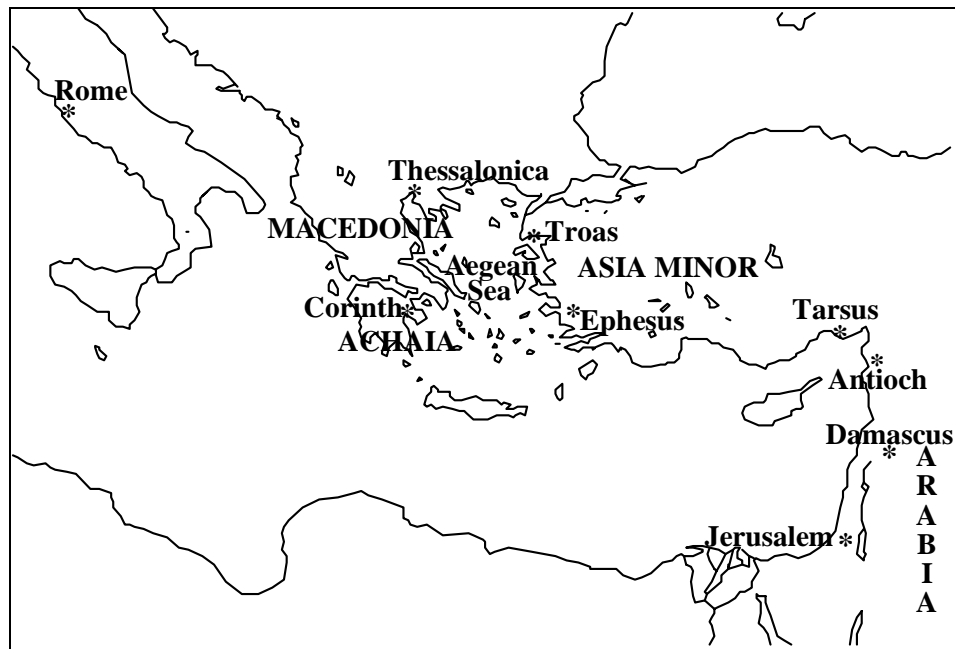 Rome
*
Thessalonica
*
MACEDONIA
* Troas
Aegean
Sea
ASIA MINOR
Corinth *
* Ephesus
Tarsus
*
ACHAIA
*
Antioch
Damascus
*
A
R
A
B
I
A
Jerusalem *